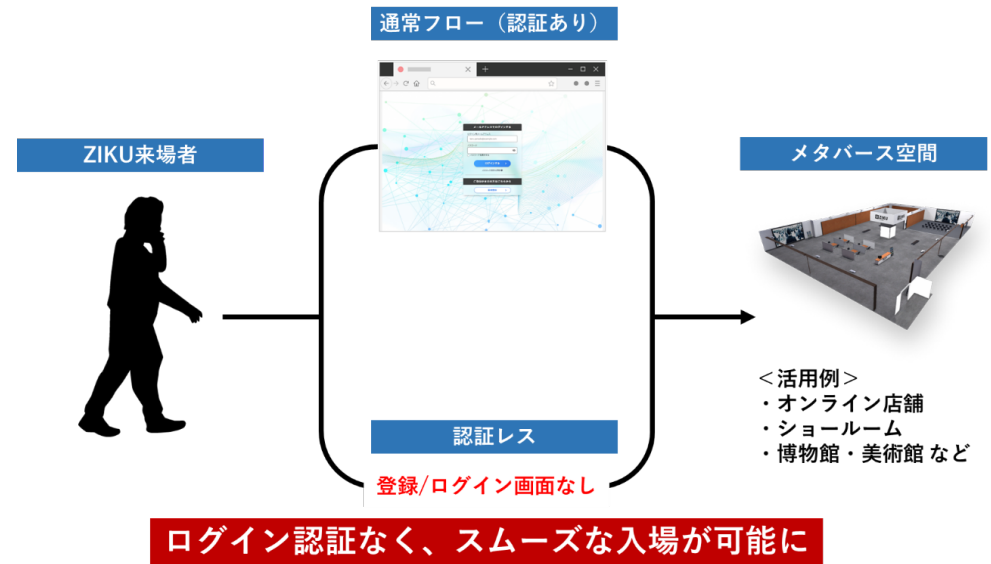 通常フロー（認証あり）
ZIKU来場者
メタバース空間
＜活用例＞
・オンライン店舗
・ショールーム
・博物館・美術館 など
認証レス
登録/ログイン画面なし
ログイン認証なく、スムーズな入場が可能に